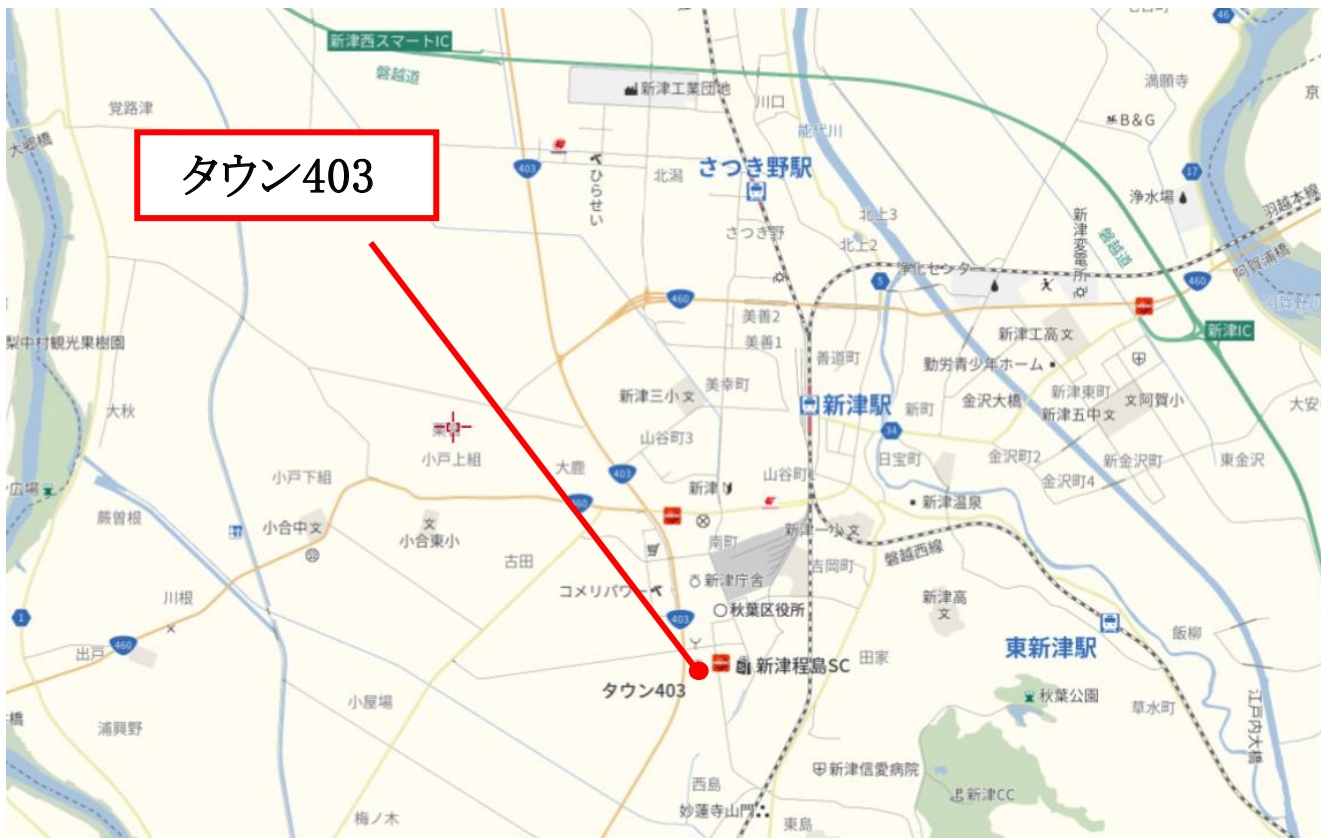 46
新津西スマートIC
磐越道
新津工業団地
満願寺
覚路津
川口
京
B&G
大郷橋
能代川
タウン403
403
ひらせい
北潟
さつき野駅
17
浄水場
羽越本線
北上3
新津変電所
さつき野
北上2
磐越道
阿賀浦橋
浄化センター
5
460
460
美善2
新津工高
新津IC
梨中村観光果樹園
美善1
善道町
勤労青少年ホーム
美幸町
新津三小
新津東町
大秋
新津駅
新町
金沢大橋
阿賀小
大安
新津五中
34
山谷町3
小戸上組
大鹿
日宝町
金沢町2
新金沢町
東金沢
小戸下組
403
山谷町
金沢町4
広場
新津
460
新津温泉
蕨曽根
小合中
新津一小
小合東小
南町
磐越西線
古田
吉岡町
新津庁舎
コメリパワー
川根
新津高
秋葉区役所
1
403
飯柳
460
東新津駅
出戸
田家
新津程島SC
タウン403
秋葉公園
小屋場
草水町
江戸内大橋
橋
浦興野
新津信愛病院
西島
新津CC
妙蓮寺山門
梅ノ木
東島